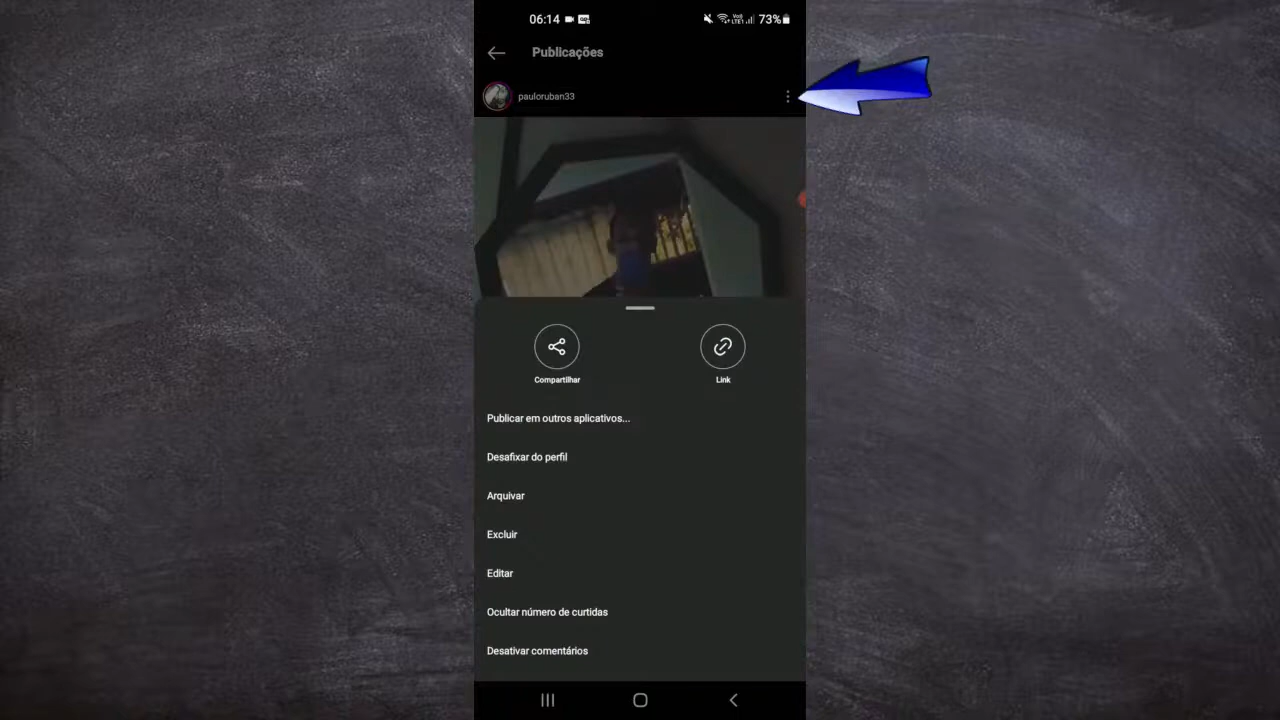 06:14 73%
Publicações
pauloruban33
Compartilhar Link
Publicar em outros aplicativos...
Desafixar do perfil
Arquivar
Excluir
Editar
Ocultar número de curtidas
Desativar comentários